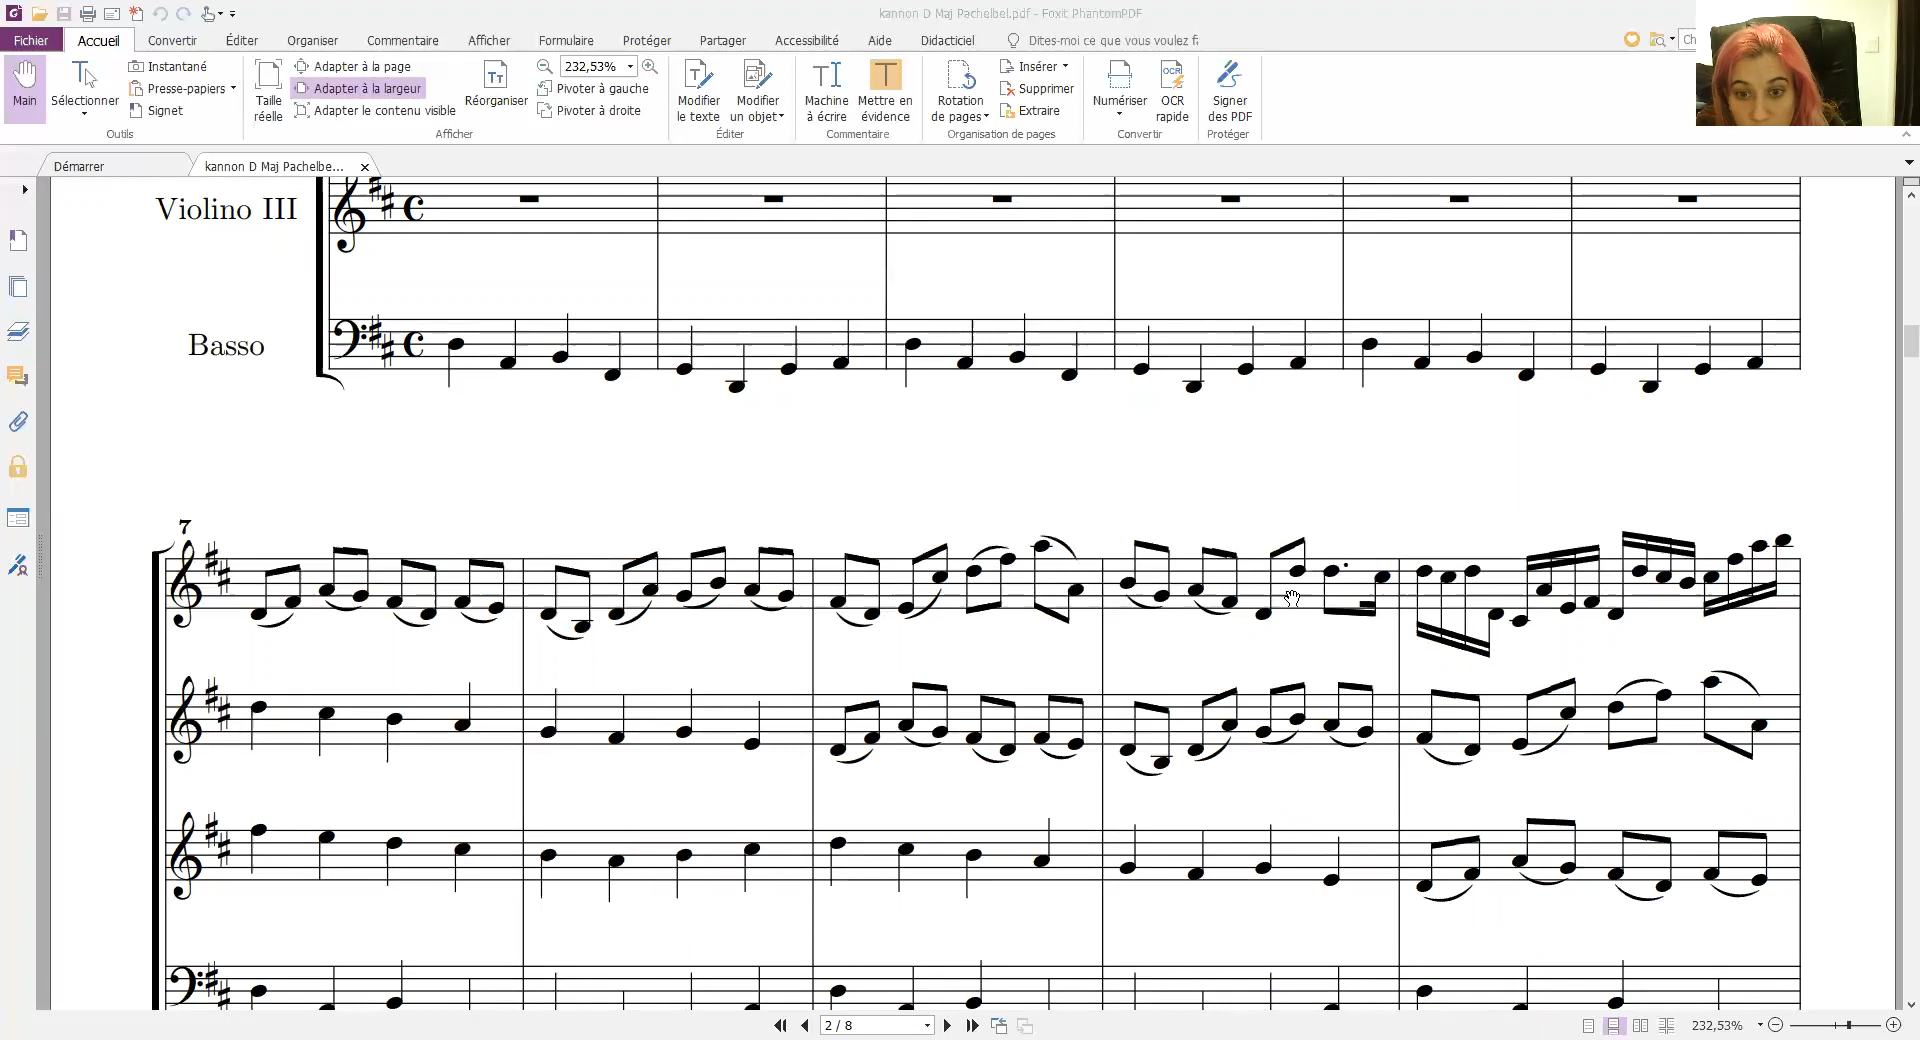 kannon D Maj Pachelbel.pdf - Foxit PhantomPDF
Fichier Accueil Convertir Éditer Organiser Commentaire Afficher Formulaire Protéger Partager Accessibilité Aide Didacticiel Dites-moi ce que vous voulez fa Ch
Main
Sélectionner
Instantané
Presse-papiers
Signet
Outils
Taille
réelle
Adapter à la page
Adapter à la largeur
Adapter le contenu visible
Réorganiser
232,53%
Pivoter à gauche
Pivoter à droite
Afficher
Modifier
le texte
Modifier
un objet
Éditer
Machine
à écrire
Mettre en
évidence
Commentaire
Rotation
de pages
Insérer
Supprimer
Extraire
Organisation de pages
Numériser
OCR
rapide
Convertir
Signer
des PDF
Protéger
Démarrer
kannon D Maj Pachelbe...
Violino III
Basso
7
2 / 8
232,53%